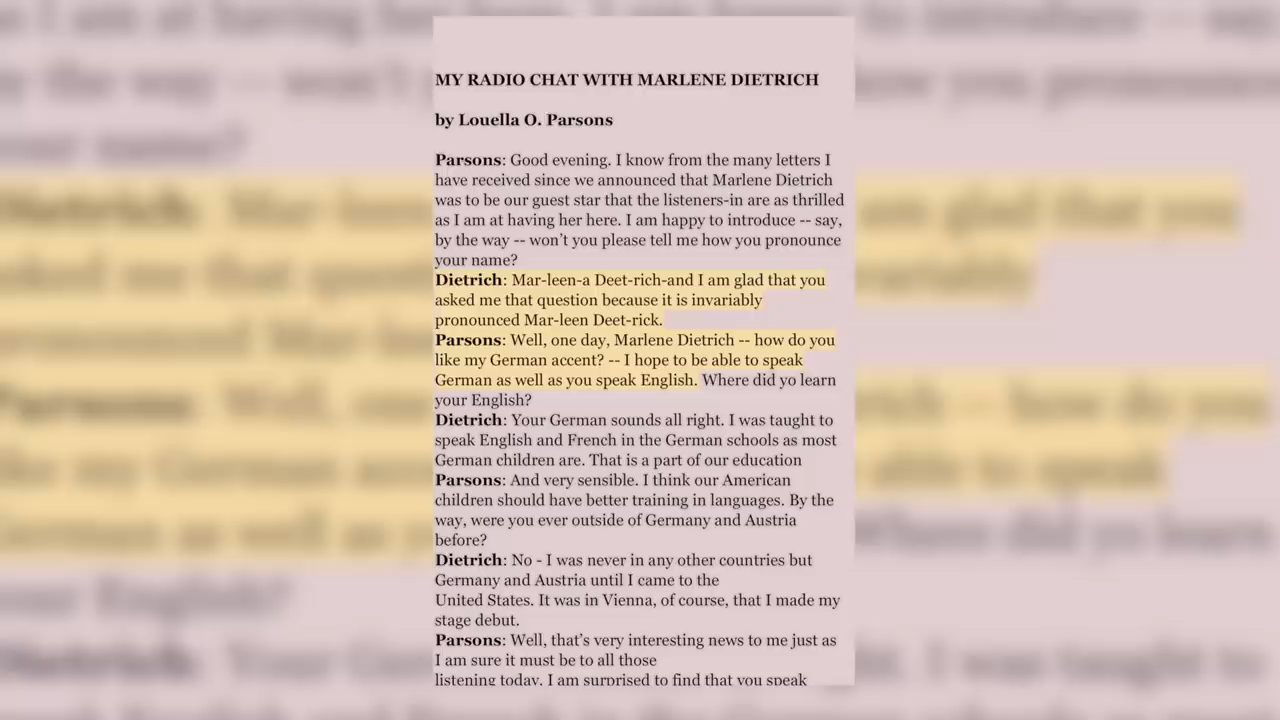 MY RADIO CHAT WITH MARLENE DIETRICH
by Louella O. Parsons
Parsons: Good evening. I know from the many letters I
have received since we announced that Marlene Dietrich
was to be our guest star that the listeners-in are as thrilled
as I am at having her here. I am happy to introduce -- say,
by the way -- won't you please tell me how you pronounce
your name?
Dietrich: Mar-leen-a Deet-rich-and I am glad that you
asked me that question because it is invariably
pronounced Mar-leen Deet-rick.
Parsons: Well, one day, Marlene Dietrich -- how do you
like my German accent? -- I hope to be able to speak
German as well as you speak English. Where did yo learn
your English?
Dietrich: Your German sounds all right. I was taught to
speak English and French in the German schools as most
German children are. That is a part of our education
Parsons: And very sensible. I think our American
children should have better training in languages. By the
way, were you ever outside of Germany and Austria
before?
Dietrich: No - I was never in any other countries but
Germany and Austria until I came to the
United States. It was in Vienna, of course, that I made my
stage debut.
Parsons: Well, that's very interesting news to me just as
I am sure it must be to all those
listening today. I am surprised to find that you speak